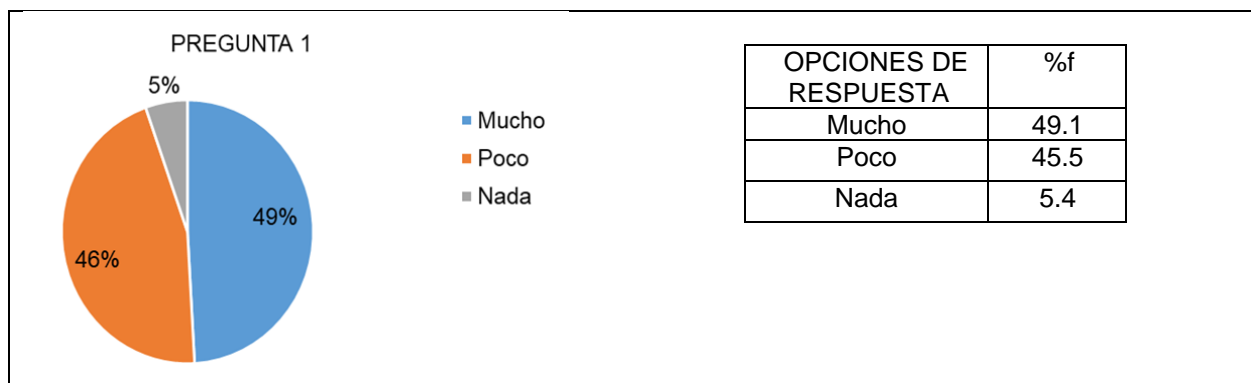 PREGUNTA 1
5%
49%
46%
Mucho
Poco
Nada
OPCIONES DE %f
RESPUESTA
Mucho 49.1
Poco 45.5
Nada 5.4